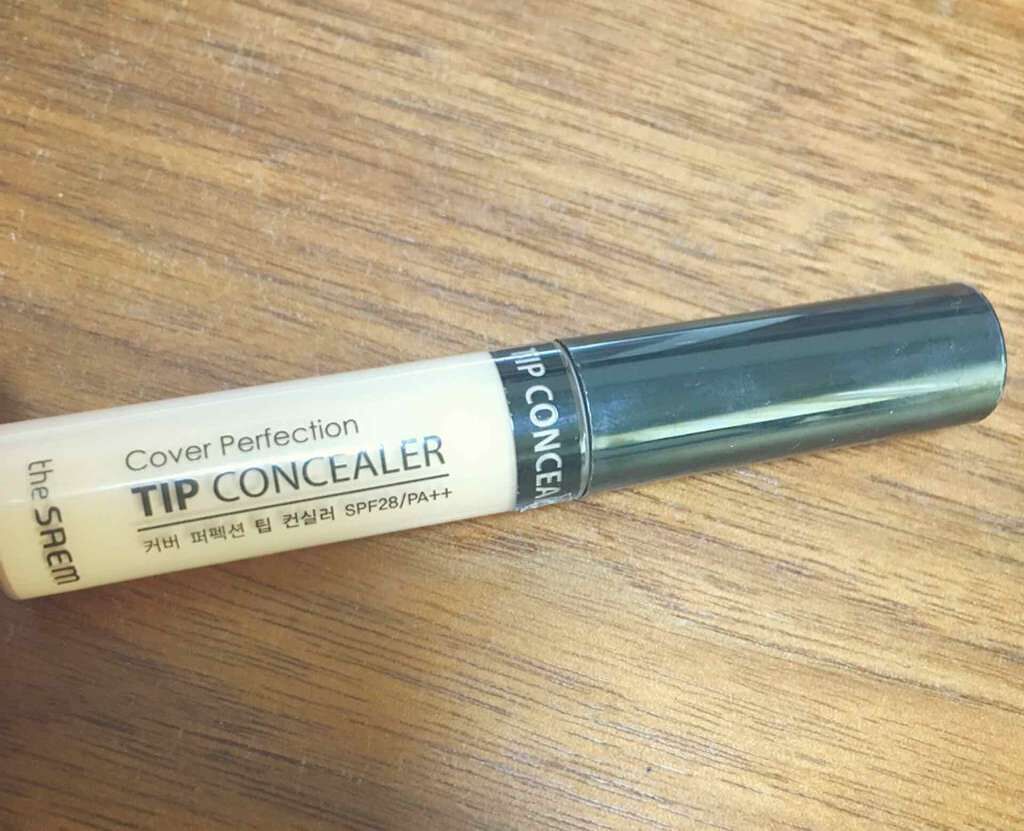 the SAEM
Cover Perfection
TIP CONCEALER
커버 퍼펙션 팁 컨실러 SPF28/PA++
TIP CONCEA